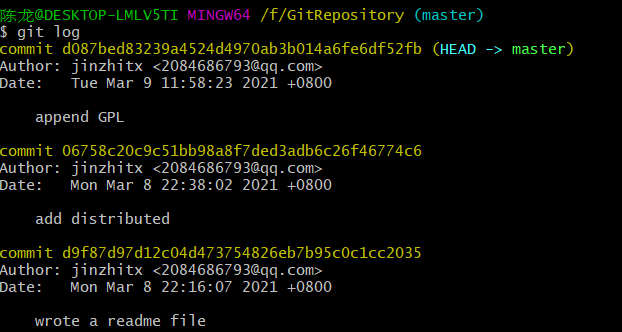 陈龙@DESKTOP-LMLV5TI MINGW64 /f/GitRepository (master)
$ git log
commit d087bed83239a4524d4970ab3b014a6fe6df52fb (HEAD -> master)
Author: jinzhitx <2084686793@qq.com>
Date:   Tue Mar 9 11:58:23 2021 +0800
    append GPL
commit 06758c20c9c51bb98a8f7ded3adb6c26f46774c6
Author: jinzhitx <2084686793@qq.com>
Date:   Mon Mar 8 22:38:02 2021 +0800
    add distributed
commit d9f87d97d12c04d473754826eb7b95c0c1cc2035
Author: jinzhitx <2084686793@qq.com>
Date:   Mon Mar 8 22:16:07 2021 +0800
    wrote a readme file